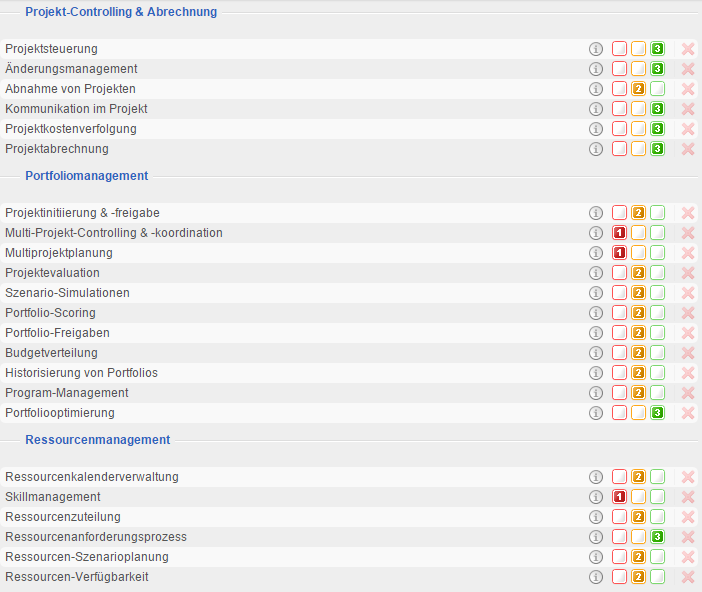 Projekt-Controlling & Abrechnung
Projektsteuerung 3
Änderungsmanagement 3
Abnahme von Projekten 2
Kommunikation im Projekt 3
Projektkostenverfolgung 3
Projektabrechnung 3
Portfoliomanagement
Projektinitiierung & -freigabe 2
Multi-Projekt-Controlling & -koordination 1
Multiprojektplanung 1
Projektevaluation 2
Szenario-Simulationen 2
Portfolio-Scoring 2
Portfolio-Freigaben 2
Budgetverteilung 2
Historisierung von Portfolios 2
Program-Management 2
Portfoliooptimierung 3
Ressourcenmanagement
Ressourcenkalenderverwaltung 2
Skillmanagement 1
Ressourcenzuteilung 2
Ressourcenanforderungsprozess 3
Ressourcen-Szenarioplanung 2
Ressourcen-Verfügbarkeit 2